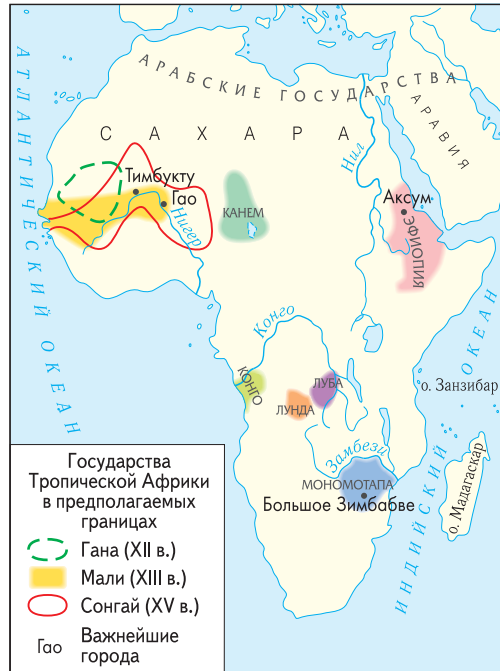 АРАБСКИЕ ГОСУДАРСТВА
АТЛАНТИЧЕСКИЙ ОКЕАН
САХАРА
АРАВИЯ
Нил
Тимбукту
Гао
Нигер
КАНЕМ
Аксум
ЭФИОПИЯ
Конго
КОНГО
ЛУБА
ЛУНДА
о. Занзибар
ИНДИЙСКИЙ ОКЕАН
Замбези
МОНОМОТАПА
Большое Зимбабве
о. Мадагаскар
Государства
Тропической Африки
в предполагаемых
границах
Гана (XII в.)
Мали (XIII в.)
Сонгай (XV в.)
Гао Важнейшие
города